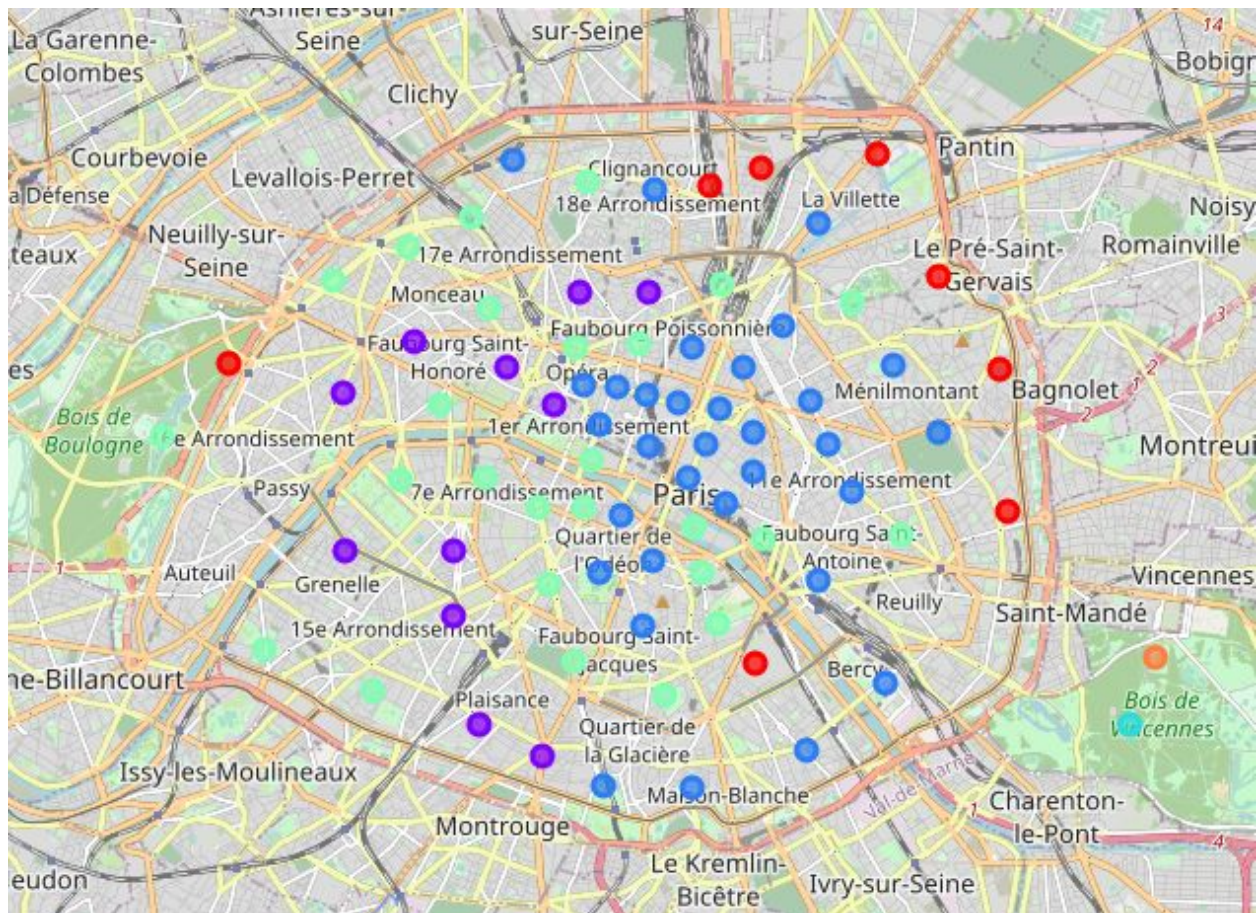 Asnières-sur-
Seine
La Garenne-
Colombes
sur-Seine
14
Clichy
Courbevoie
Levallois-Perret
Clignancourt
18e Arrondissement
La Villette
Pantin
a Défense
Neuilly-sur-
Seine
17e Arrondissement
Le Pré-Saint-
Gervais
Romainville
teaux
Monceau
Faubourg Poissonnière
3
Faubourg Saint-
Honoré
Opéra
Ménilmontant
Bagnolet
2
1
2
es
Bois de
Boulogne
e Arrondissement
1er Arrondissement
Passy
7e Arrondissement
Paris
11e Arrondissement
Quartier de
l'Odéon
Faubourg Saint-
Antoine
1
Auteuil
Grenelle
Vincennes
Reuilly
Saint-Mandé
15e Arrondissement
Faubourg Saint-
Jacques
Bercy
ne-Billancourt
Plaisance
Bois de
Vincennes
Quartier de
la Glacière
Issy-les-Moulineaux
Maison-Blanche
Val-de-Marne
1
Charenton-
le-Pont
4
Montrouge
Le Kremlin-
Bicêtre
Ivry-sur-Seine
eudon